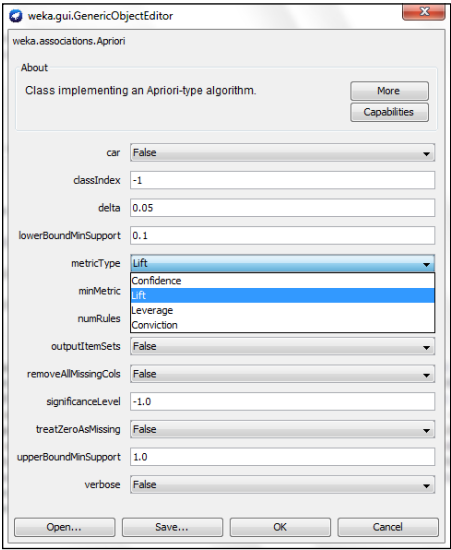 weka.gui.GenericObjectEditor
weka.associations.Apriori
About
Class implementing an Apriori-type algorithm.
More
Capabilities
car False
classIndex -1
delta 0.05
lowerBoundMinSupport 0.1
metricType Lift
Confidence
minMetric Lift
Leverage
numRules
Conviction
outputItemSets False
removeAllMissingCols False
significanceLevel -1.0
treatZeroAsMissing False
upperBoundMinSupport 1.0
verbose False
Open... Save... OK Cancel